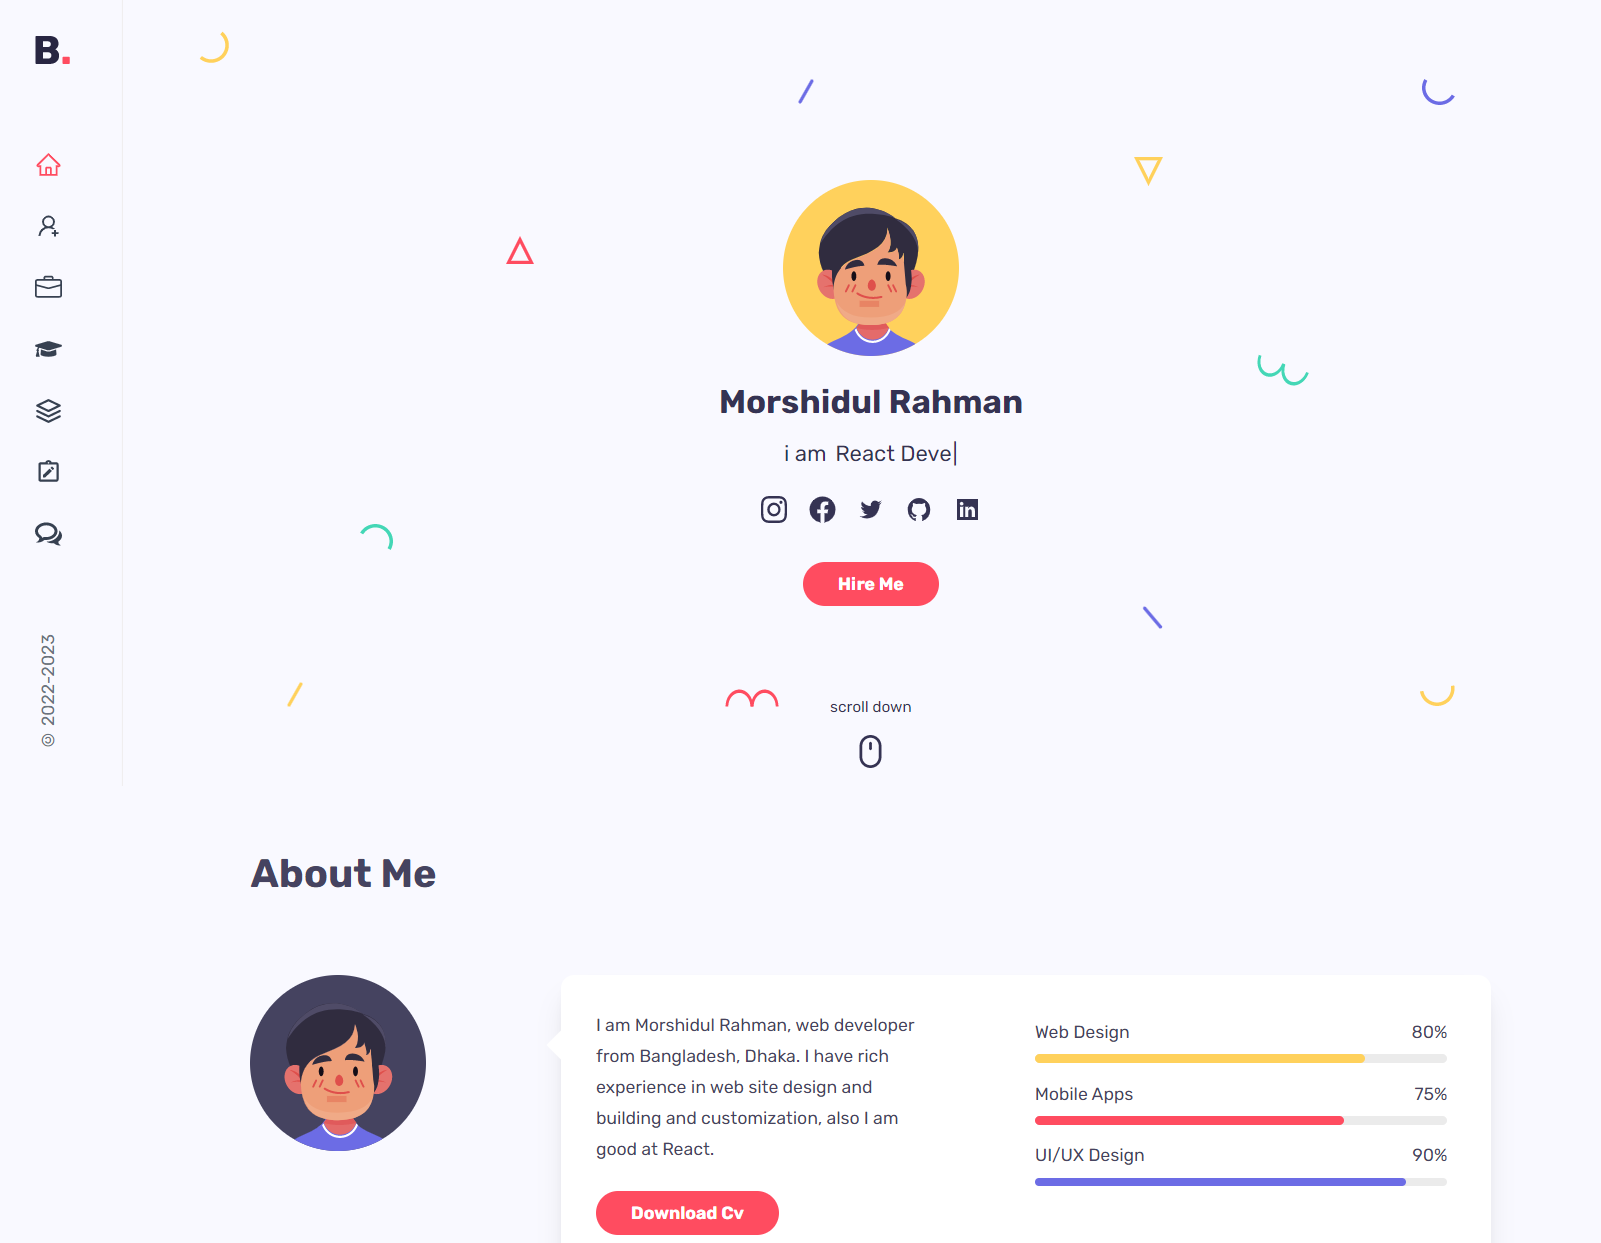 B.
© 2022-2023
Morshidul Rahman
i am React Deve
Hire Me
scroll down
About Me
I am Morshidul Rahman, web developer
from Bangladesh, Dhaka. I have rich
experience in web site design and
building and customization, also I am
good at React.
Download Cv
Web Design 80%
Mobile Apps 75%
UI/UX Design 90%